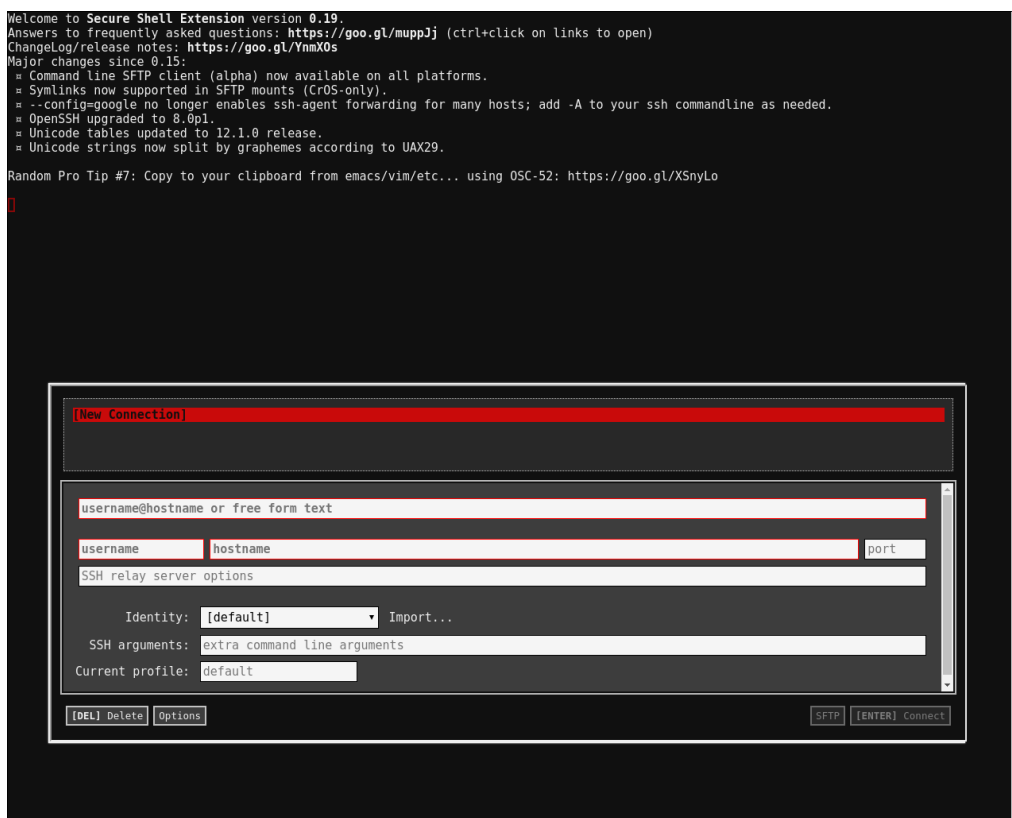 Welcome to Secure Shell Extension version 0.19.
Answers to frequently asked questions: https://goo.gl/muppJj (ctrl+click on links to open)
ChangeLog/release notes: https://goo.gl/YnmXOs
Major changes since 0.15:
¤ Command line SFTP client (alpha) now available on all platforms.
¤ Symlinks now supported in SFTP mounts (CrOS-only).
¤ --config=google no longer enables ssh-agent forwarding for many hosts; add -A to your ssh commandline as needed.
¤ OpenSSH upgraded to 8.0p1.
¤ Unicode tables updated to 12.1.0 release.
¤ Unicode strings now split by graphemes according to UAX29.
Random Pro Tip #7: Copy to your clipboard from emacs/vim/etc... using OSC-52: https://goo.gl/XSnyLo
[New Connection]
username@hostname or free form text
username hostname port
SSH relay server options
Identity: [default] Import...
SSH arguments: extra command line arguments
Current profile: default
[DEL] Delete Options SFTP [ENTER] Connect